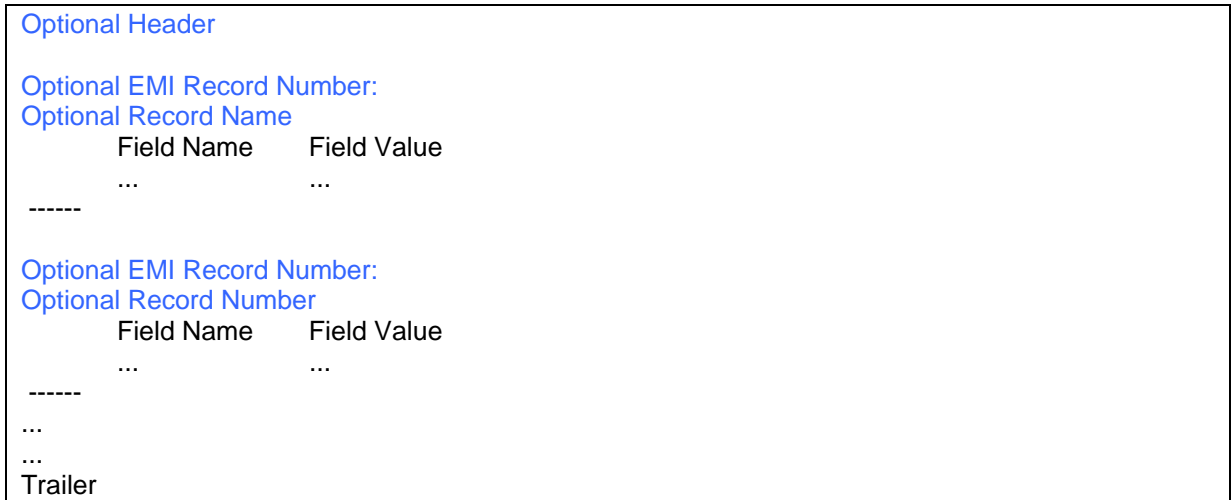 Optional Header
Optional EMI Record Number:
Optional Record Name
Field Name Field Value
... ...
------
Optional EMI Record Number:
Optional Record Number
Field Name Field Value
... ...
------
...
...
Trailer